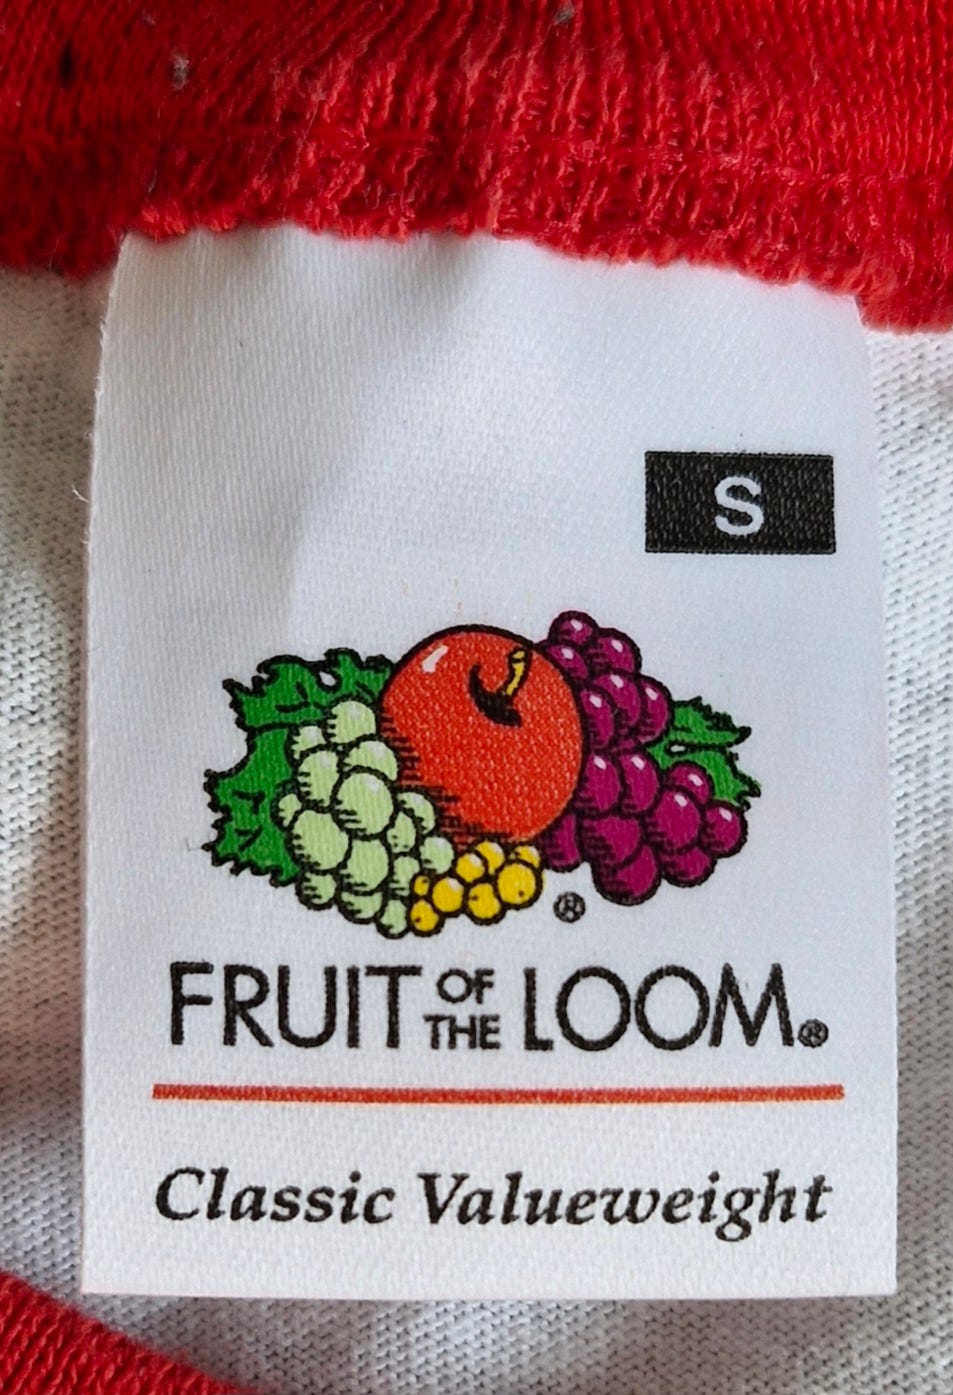 S
®
FRUIT OF THE LOOM®
Classic Valueweight